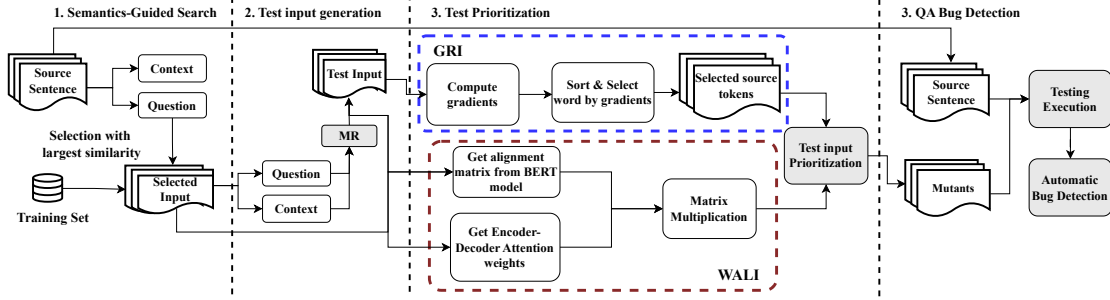 1. Semantics-Guided Search
2. Test input generation
3. Test Prioritization
3. QA Bug Detection
Source
Sentence
Context
Question
Selection with
largest similarity
Training Set
Selected
Input
Test Input
MR
Question
Context
GRI
Compute
gradients
Sort & Select
word by gradients
Selected source
tokens
Get alignment
matrix from BERT
model
Get Encoder-
Decoder Attention
weights
Matrix
Multiplication
WALI
Test input
Prioritization
Source
Sentence
Mutants
Testing
Execution
Automatic
Bug Detection